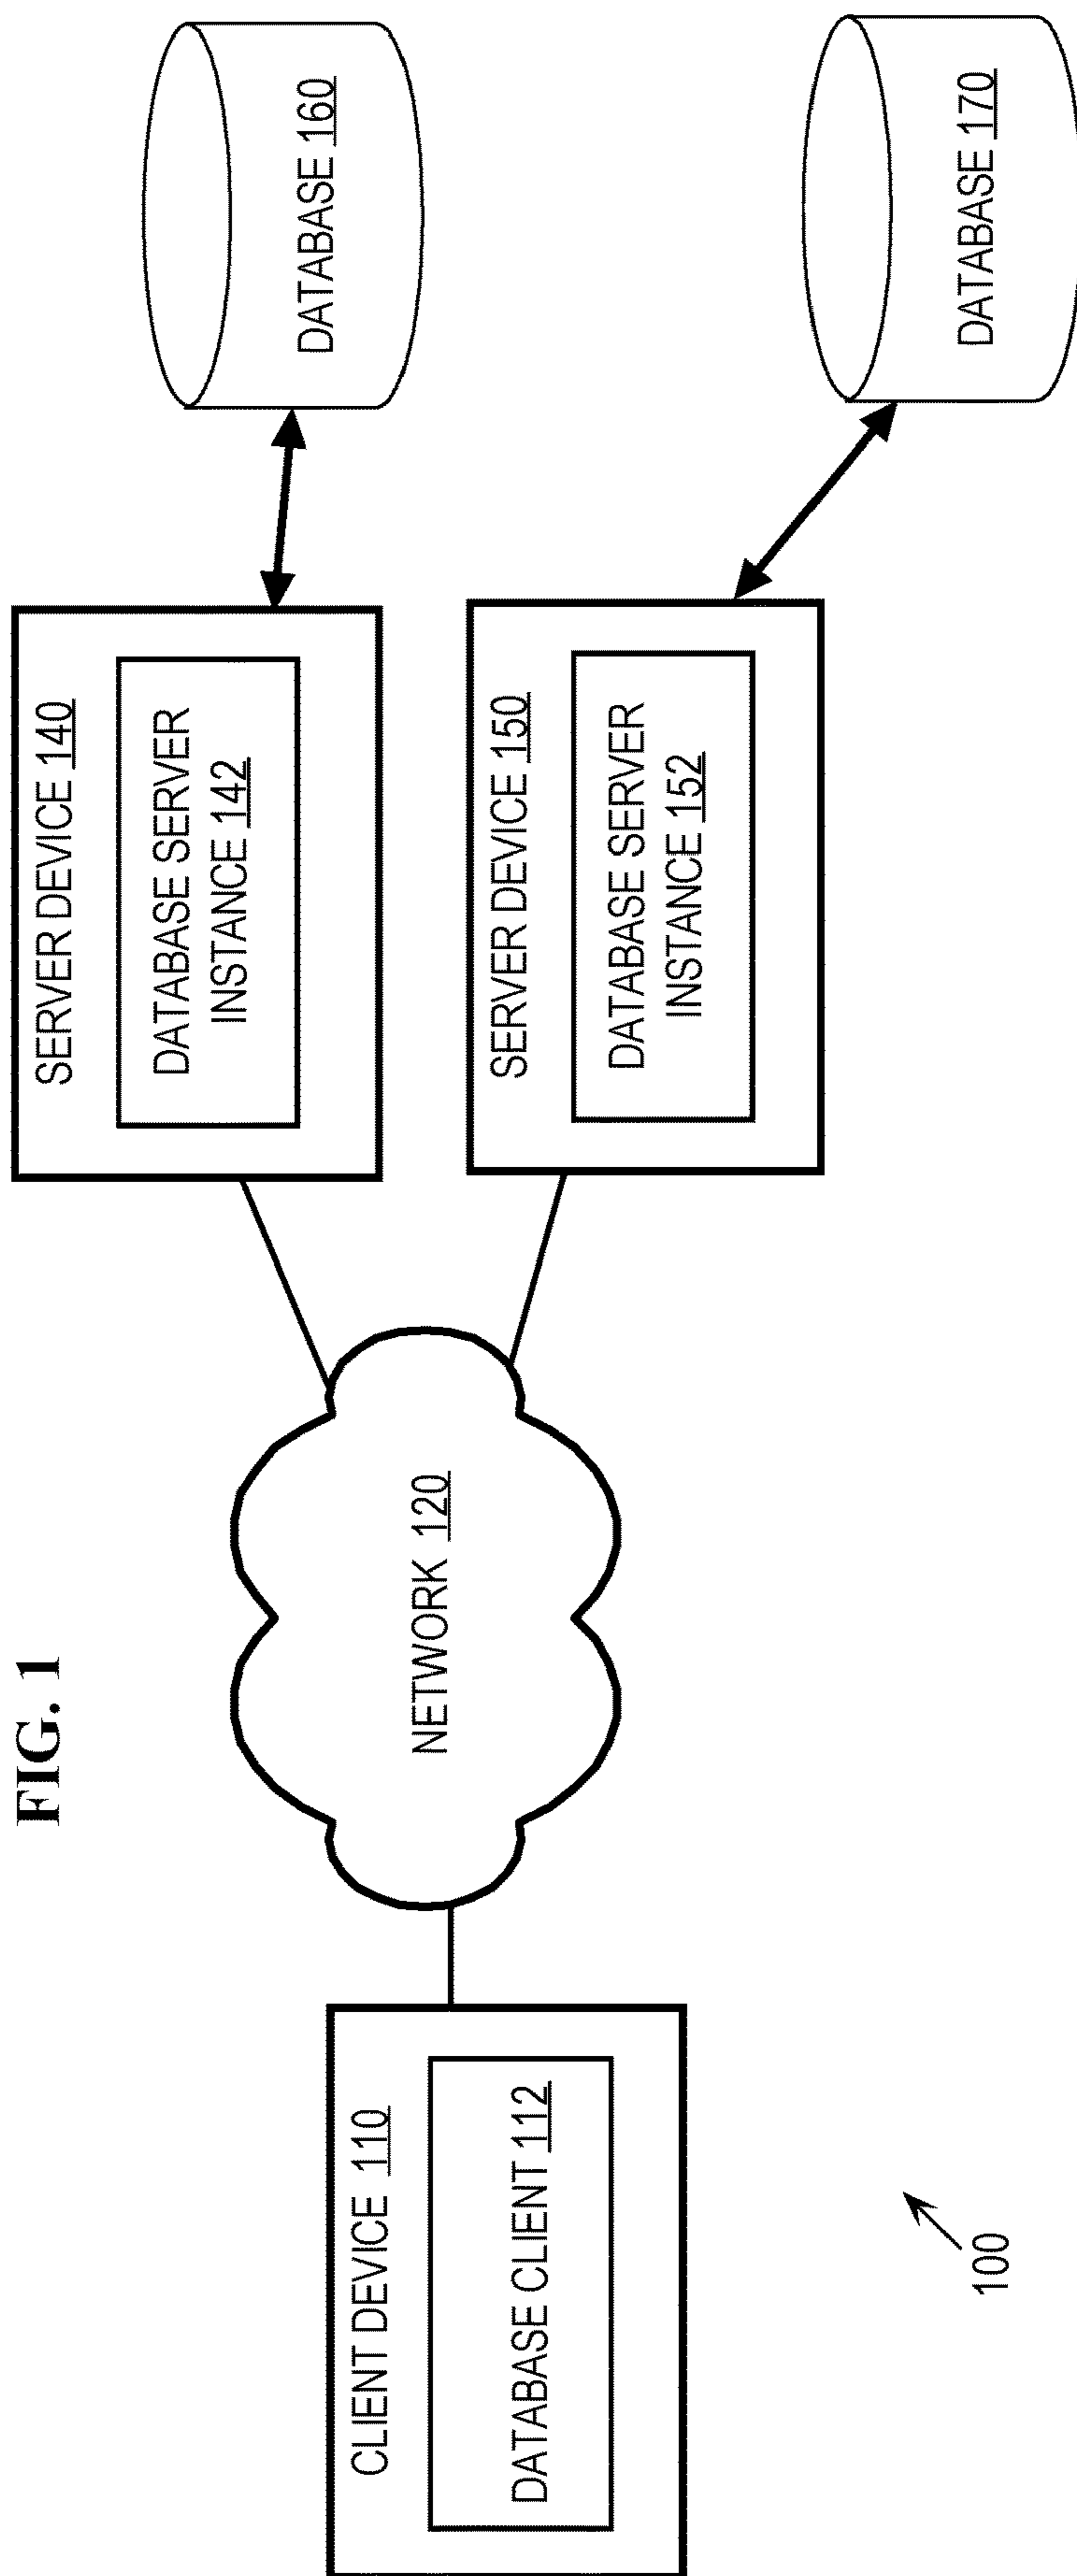 FIG. 1
CLIENT DEVICE 110
DATABASE CLIENT 112
NETWORK 120
SERVER DEVICE 140
DATABASE SERVER
INSTANCE 142
SERVER DEVICE 150
DATABASE SERVER
INSTANCE 152
DATABASE 160
DATABASE 170
100